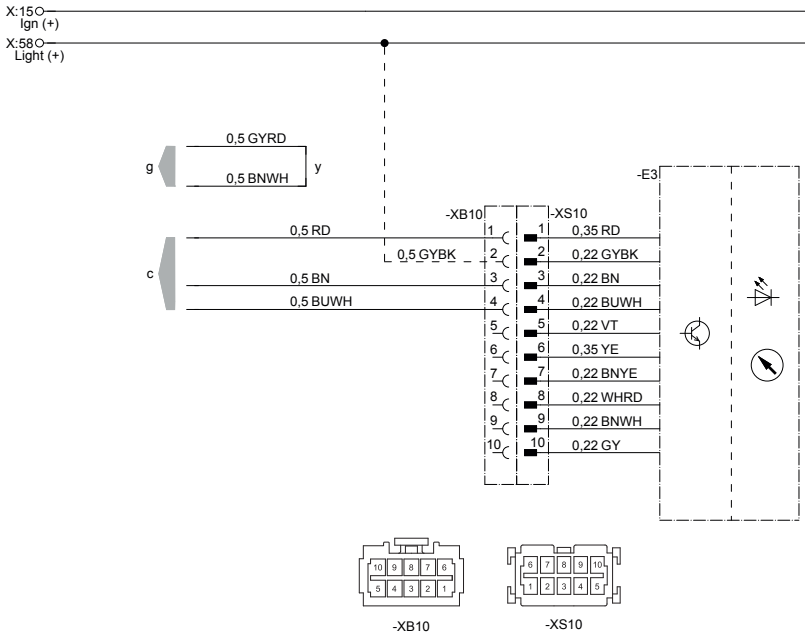 X:15
Ign (+)
X:58
Light (+)
0,5 GYRD
g
y
0,5 BNWH
-E3
-XB10
-XS10
0,5 RD
1
1
0,35 RD
0,5 GYBK
2
2
0,22 GYBK
c
0,5 BN
3
3
0,22 BN
0,5 BUWH
4
4
0,22 BUWH
5
5
0,22 VT
6
6
0,35 YE
7
7
0,22 BNYE
8
8
0,22 WHRD
9
9
0,22 BNWH
10
10
0,22 GY
10 9 8 7 6
5 4 3 2 1
-XB10
6 7 8 9 10
1 2 3 4 5
-XS10